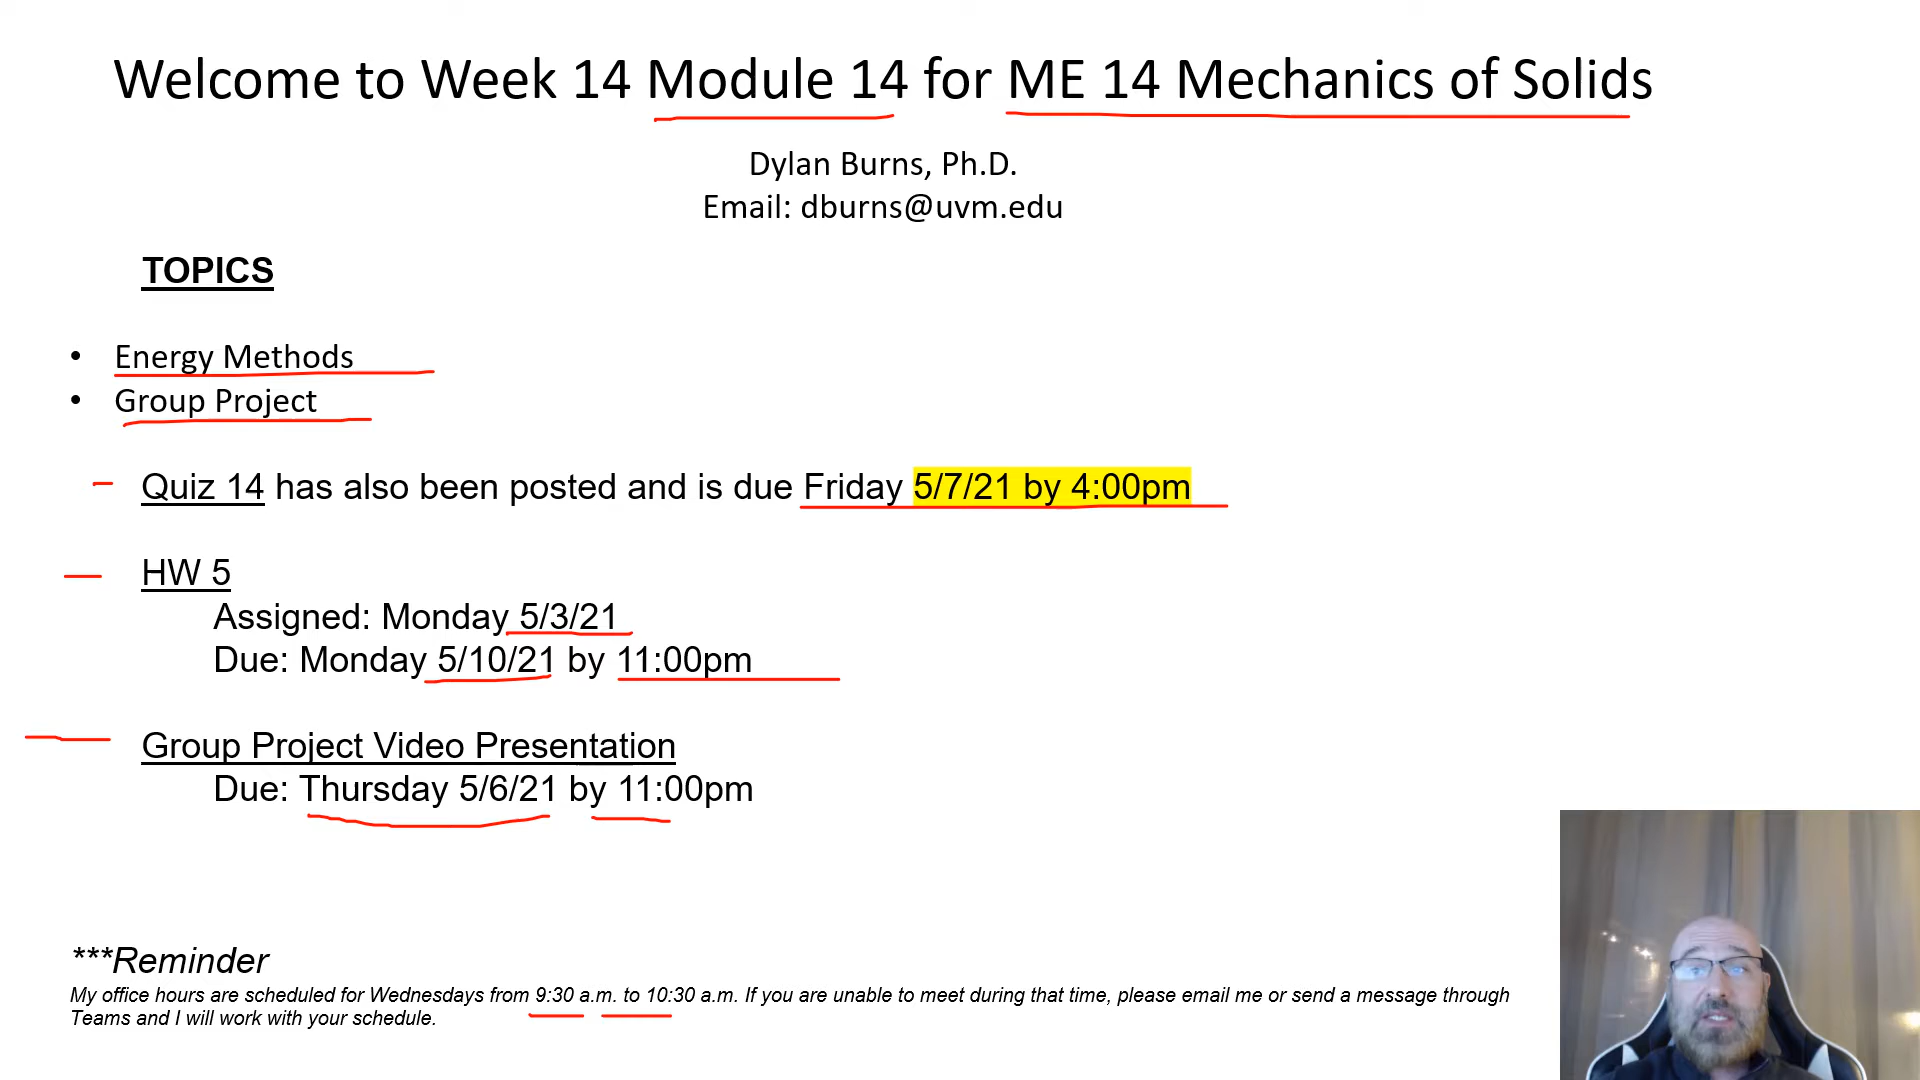 Welcome to Week 14 Module 14 for ME 14 Mechanics of Solids
Dylan Burns, Ph.D.
Email: dburns@uvm.edu
TOPICS
• Energy Methods
• Group Project
Quiz 14 has also been posted and is due Friday 5/7/21 by 4:00pm
HW 5
Assigned: Monday 5/3/21
Due: Monday 5/10/21 by 11:00pm
Group Project Video Presentation
Due: Thursday 5/6/21 by 11:00pm
***Reminder
My office hours are scheduled for Wednesdays from 9:30 a.m. to 10:30 a.m. If you are unable to meet during that time, please email me or send a message through
Teams and I will work with your schedule.